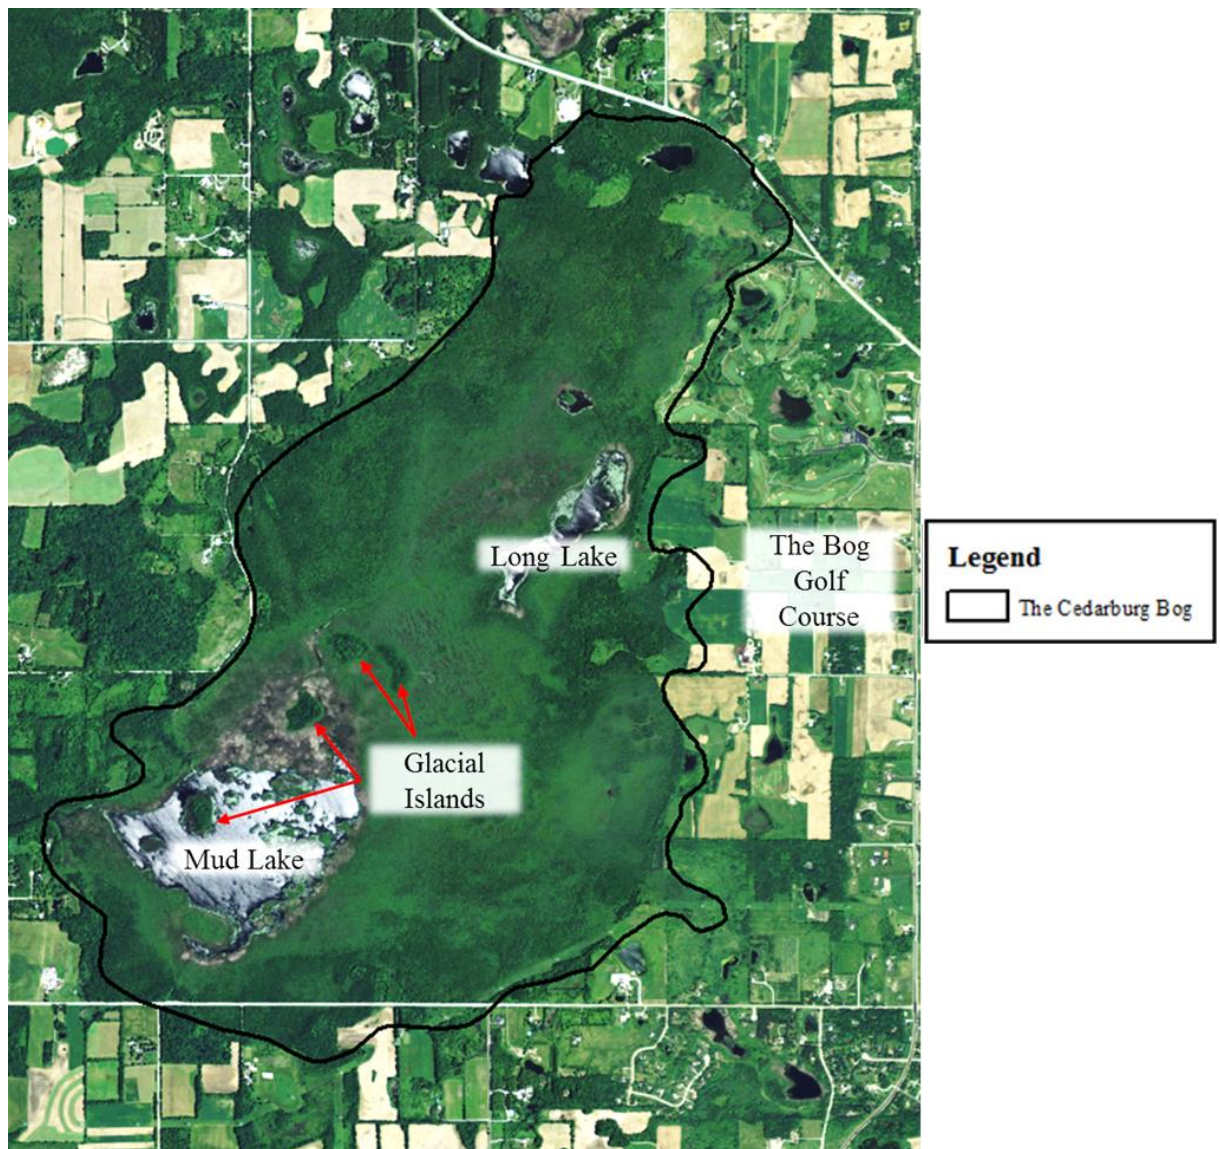 Long Lake
The Bog
Golf
Course
Legend
The Cedarburg Bog
Glacial
Islands
Mud Lake